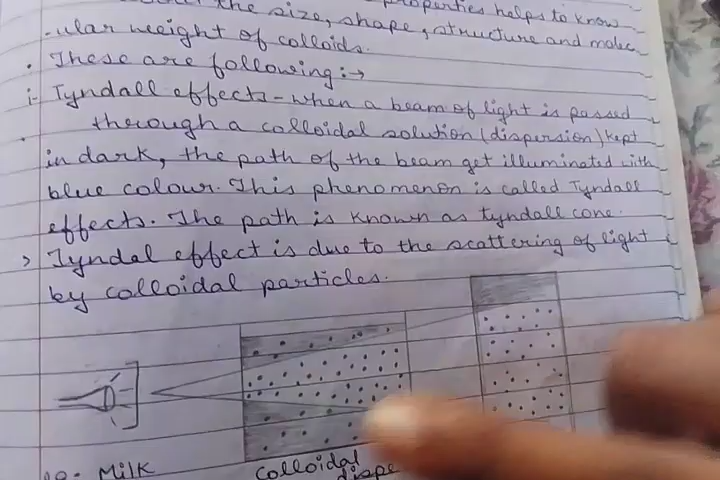 the size, shape, structure and molec
-ular weight of colloids.
• These are following :→
i- Tyndall effects - when a beam of light is passed
through a colloidal solution (dispersion) kept
in dark, the path of the beam get illuminated with
blue colour. This phenomenon is called Tyndall
effects. The path is known as tyndall cone.
> Tyndal effect is due to the scattering of light
by colloidal particles.
Milk
Colloidal